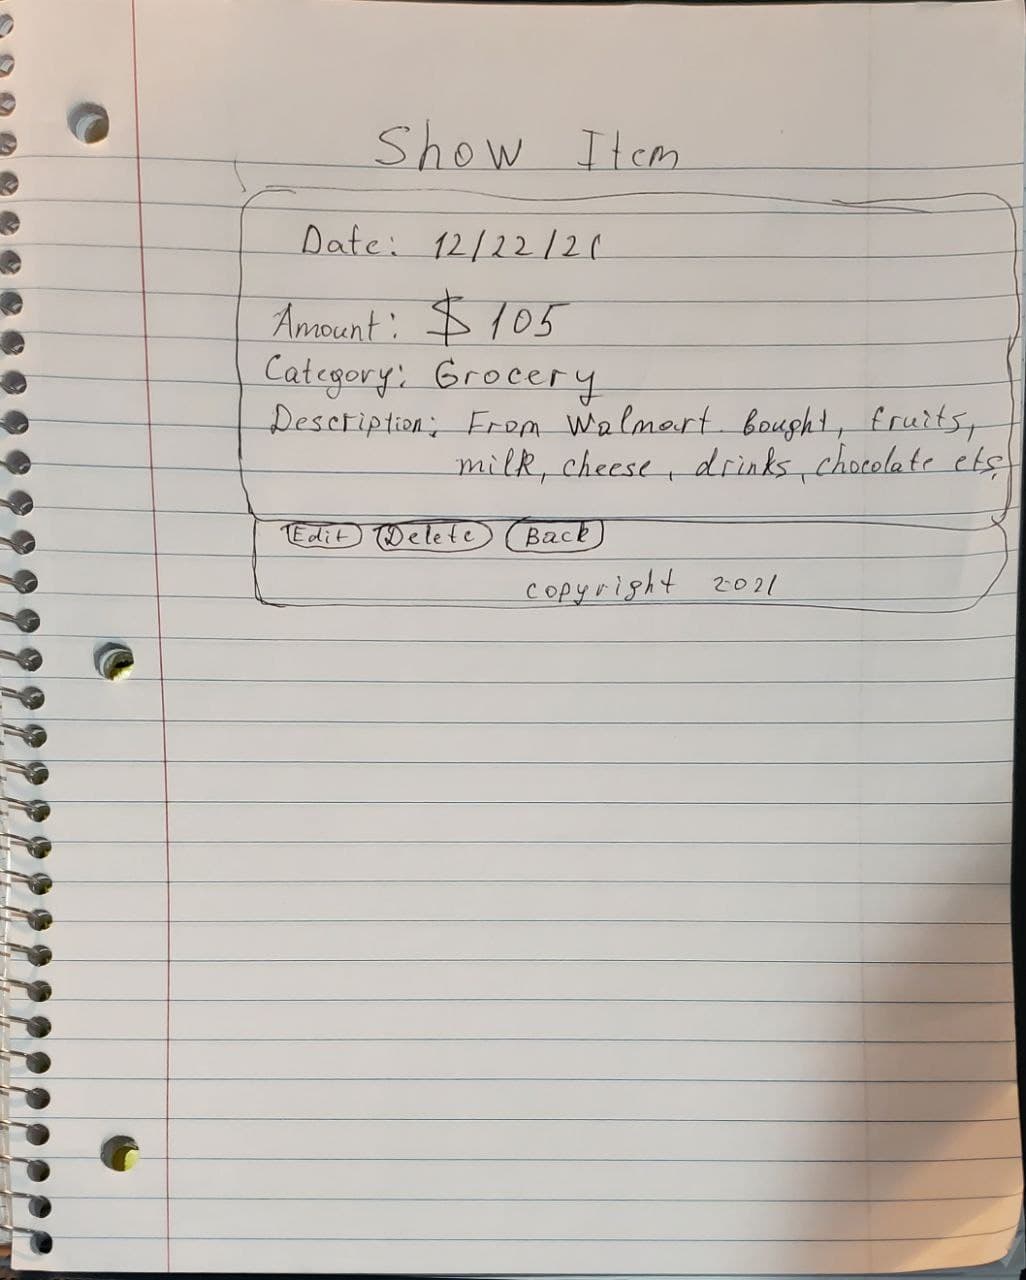 Show Item
Date: 12/22/21
Amount: $ 105
Category: Grocery
Description: From Walmart. Bought, fruits,
milk, cheese, drinks, chocolate ets.
Edit Delete Back
copyright 2021